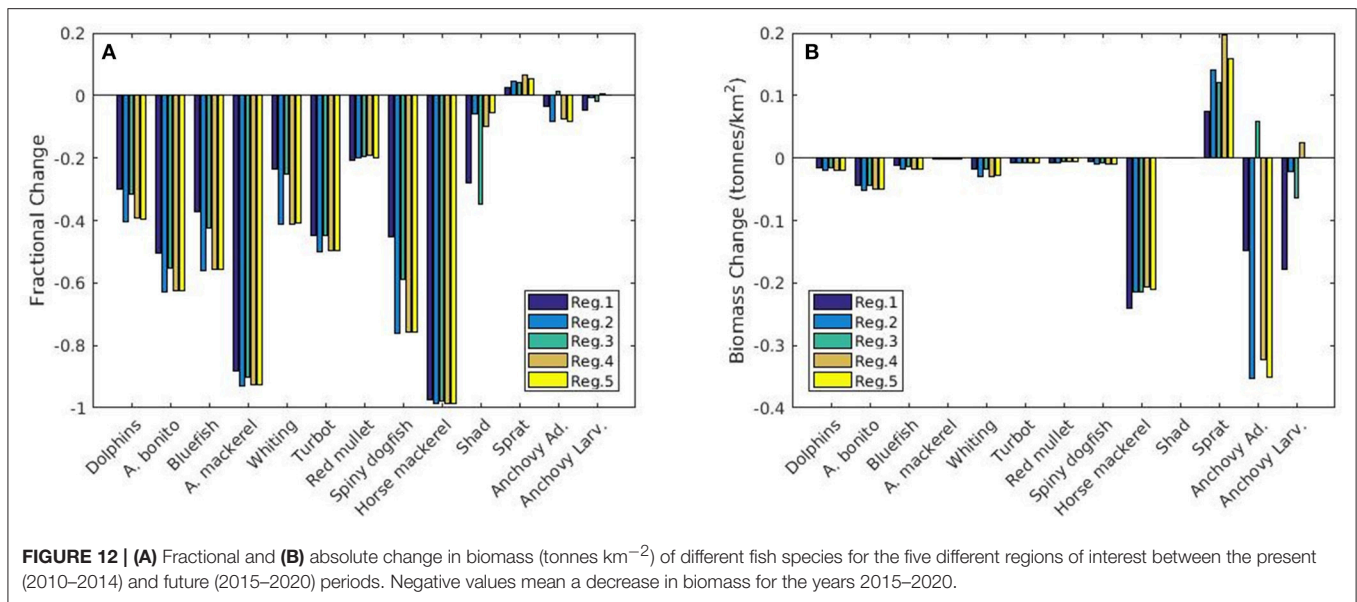 A
0.2
0
-0.2
-0.4
-0.6
-0.8
-1
Fractional Change
Reg.1
Reg.2
Reg.3
Reg.4
Reg.5
Dolphins
A. bonito
Bluefish
A. mackerel
Whiting
Turbot
Red mullet
Spiny dogfish
Horse mackerel
Shad
Sprat
Anchovy Ad.
Anchovy Larv.
B
0.2
0.1
0
-0.1
-0.2
-0.3
-0.4
Biomass Change (tonnes/km²)
Reg.1
Reg.2
Reg.3
Reg.4
Reg.5
Dolphins
A. bonito
Bluefish
A. mackerel
Whiting
Turbot
Red mullet
Spiny dogfish
Horse mackerel
Shad
Sprat
Anchovy Ad.
Anchovy Larv.
FIGURE 12 | (A) Fractional and (B) absolute change in biomass (tonnes km−2) of different fish species for the five different regions of interest between the present
(2010–2014) and future (2015–2020) periods. Negative values mean a decrease in biomass for the years 2015–2020.